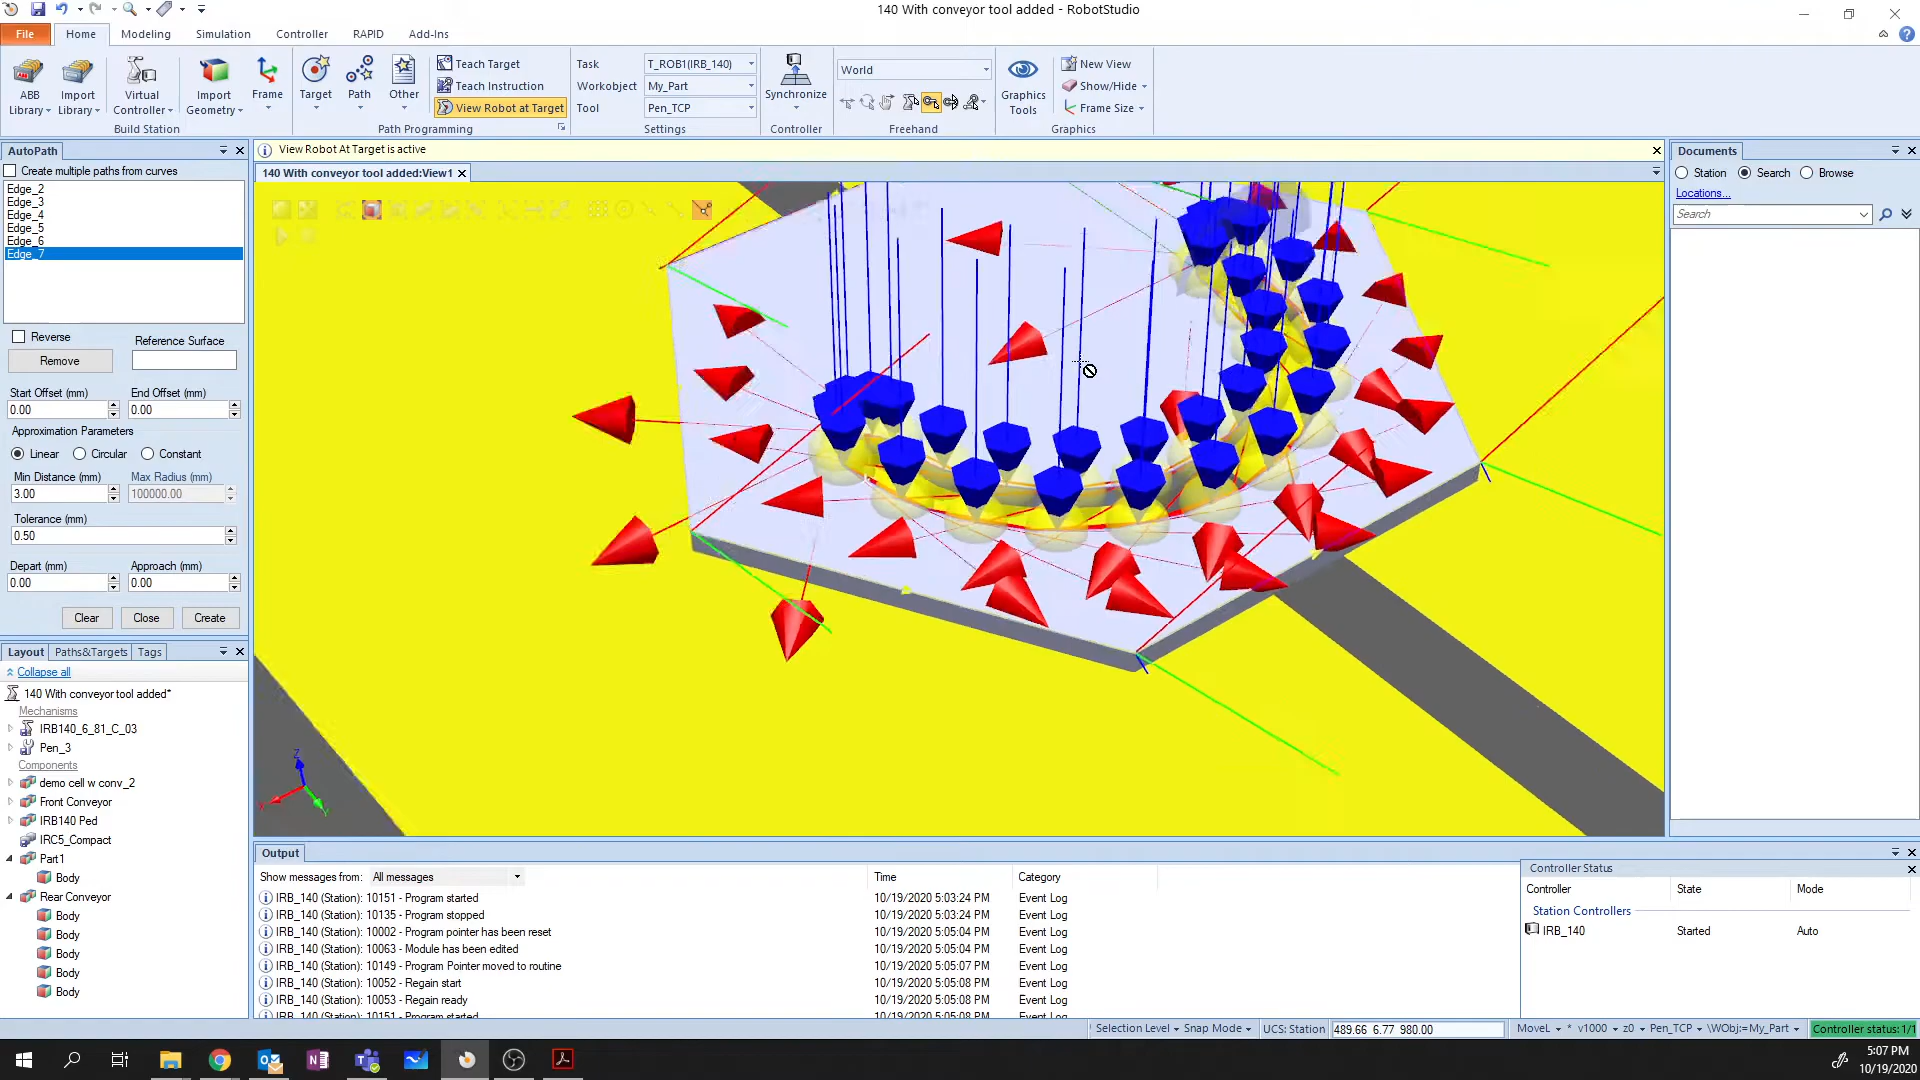 140 With conveyor tool added - RobotStudio
File Home Modeling Simulation Controller RAPID Add-Ins
ABB Library
Import Library
Virtual Controller
Import Geometry
Frame
Build Station
Target
Path
Other
Teach Target
Teach Instruction
View Robot at Target
Path Programming
Task T_ROB1(IRB_140)
Workobject My_Part
Tool Pen_TCP
Settings
Synchronize
Controller
World
Freehand
Graphics Tools
New View
Show/Hide
Frame Size
Graphics
AutoPath
Create multiple paths from curves
Edge_2
Edge_3
Edge_4
Edge_5
Edge_6
Edge_7
Reverse
Reference Surface
Remove
Start Offset (mm) End Offset (mm)
0.00 0.00
Approximation Parameters
Linear Circular Constant
Min Distance (mm) Max Radius (mm)
3.00 100000.00
Tolerance (mm)
0.50
Depart (mm) Approach (mm)
0.00 0.00
Clear Close Create
Layout Paths&Targets Tags
Collapse all
140 With conveyor tool added*
Mechanisms
IRB140_6_81_C_03
Pen_3
Components
demo cell w conv_2
Front Conveyor
IRB140 Ped
IRC5_Compact
Part1
Body
Rear Conveyor
Body
Body
Body
Body
Body
View Robot At Target is active
140 With conveyor tool added:View1
Z
X
Y
Documents
Station Search Browse
Locations...
Search
Output
Show messages from: All messages Time Category
IRB_140 (Station): 10151 - Program started 10/19/2020 5:03:24 PM Event Log
IRB_140 (Station): 10135 - Program stopped 10/19/2020 5:03:24 PM Event Log
IRB_140 (Station): 10002 - Program pointer has been reset 10/19/2020 5:05:04 PM Event Log
IRB_140 (Station): 10063 - Module has been edited 10/19/2020 5:05:04 PM Event Log
IRB_140 (Station): 10149 - Program Pointer moved to routine 10/19/2020 5:05:07 PM Event Log
IRB_140 (Station): 10052 - Regain start 10/19/2020 5:05:08 PM Event Log
IRB_140 (Station): 10053 - Regain ready 10/19/2020 5:05:08 PM Event Log
IRB_140 (Station): 10151 - Program started 10/19/2020 5:05:08 PM Event Log
Controller Status
Controller State Mode
Station Controllers
IRB_140 Started Auto
Selection Level Snap Mode UCS: Station 489.66 6.77 980.00 MoveL * v1000 z0 Pen_TCP \WObj:=My_Part Controller status: 1/1
5:07 PM
10/19/2020